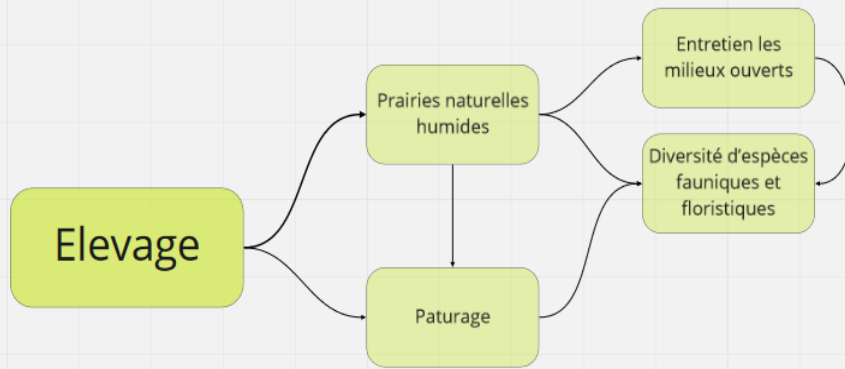 Entretien les
milieux ouverts
Prairies naturelles
humides
Diversité d'espèces
fauniques et
floristiques
Elevage
Paturage